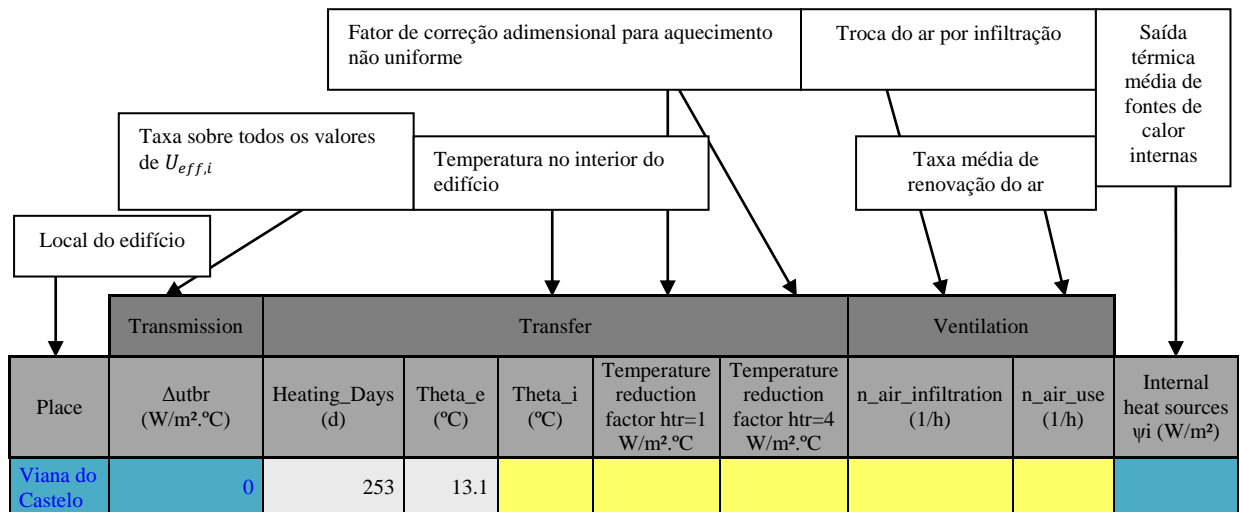 Fator de correção adimensional para aquecimento
não uniforme
Troca do ar por infiltração
Saída
térmica
média de
fontes de
calor
internas
Taxa sobre todos os valores
de U_{eff,i}
Temperatura no interior do
edifício
Taxa média de
renovação do ar
Local do edifício
Transmission
Transfer
Ventilation
Place
Δutbr
(W/m².ºC)
Heating_Days
(d)
Theta_e
(ºC)
Theta_i
(ºC)
Temperature
reduction
factor htr=1
W/m².ºC
Temperature
reduction
factor htr=4
W/m².ºC
n_air_infiltration
(1/h)
n_air_use
(1/h)
Internal
heat sources
ψi (W/m²)
Viana do
Castelo
0
253
13.1